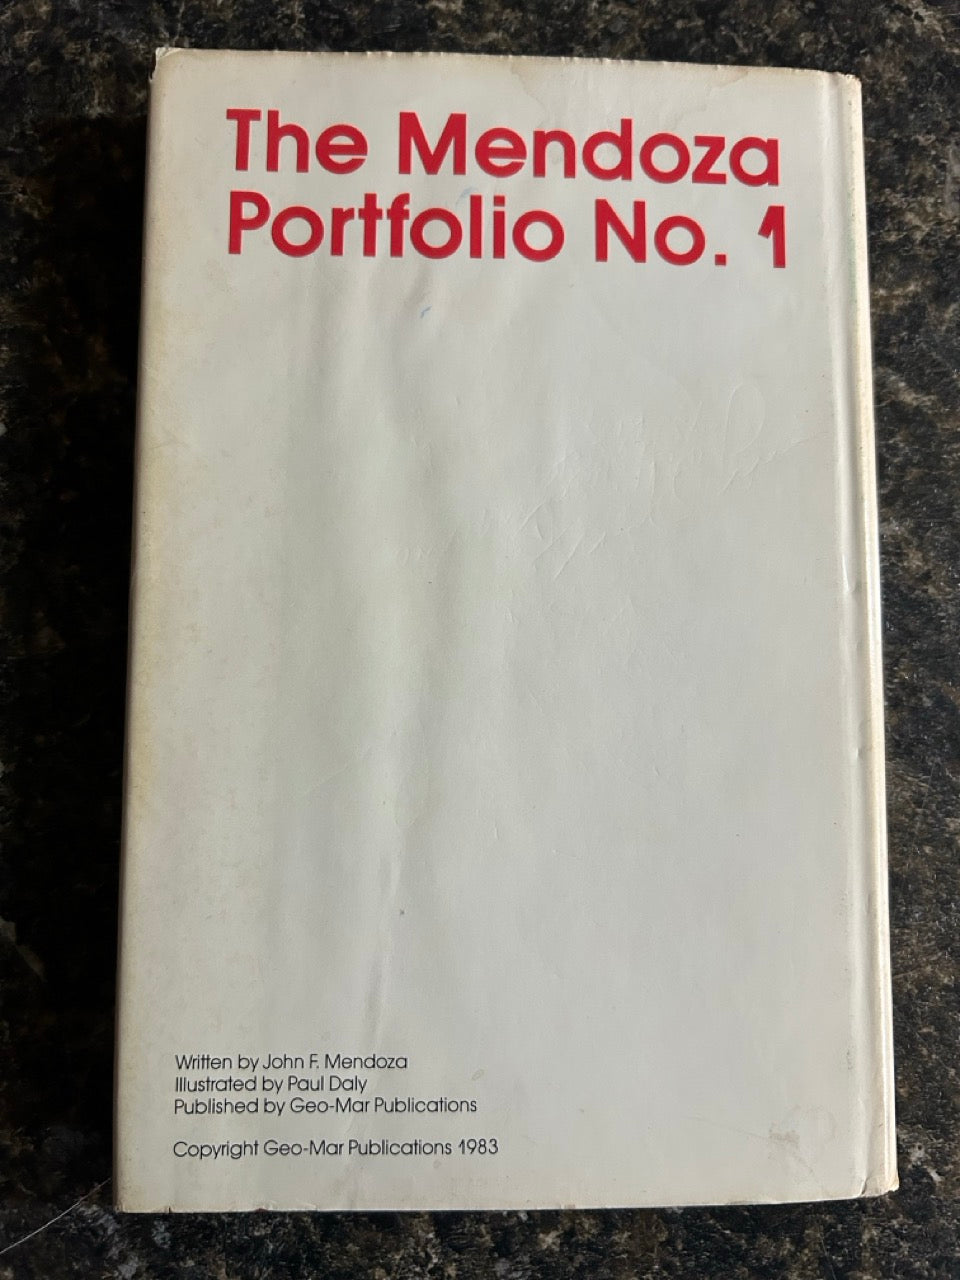 The Mendoza
Portfolio No. 1
Written by John F. Mendoza
Illustrated by Paul Daly
Published by Geo-Mar Publications
Copyright Geo-Mar Publications 1983